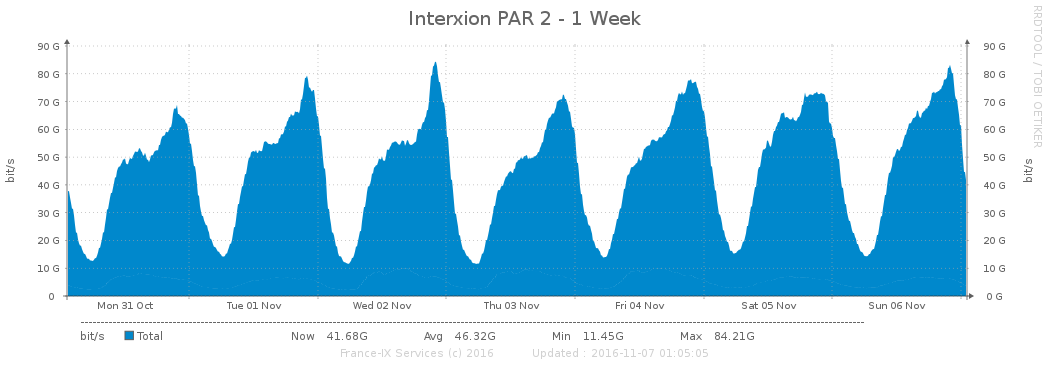 Interxion PAR 2 - 1 Week
RRDTOOL / TOBI OETIKER
bit/s
90 G
80 G
70 G
60 G
50 G
40 G
30 G
20 G
10 G
0
90 G
80 G
70 G
60 G
50 G
40 G
30 G
20 G
10 G
0 G
bit/s
Mon 31 Oct Tue 01 Nov Wed 02 Nov Thu 03 Nov Fri 04 Nov Sat 05 Nov Sun 06 Nov
bit/s Total Now 41.68G Avg 46.32G Min 11.45G Max 84.21G
France-IX Services (c) 2016 Updated : 2016-11-07 01:05:05